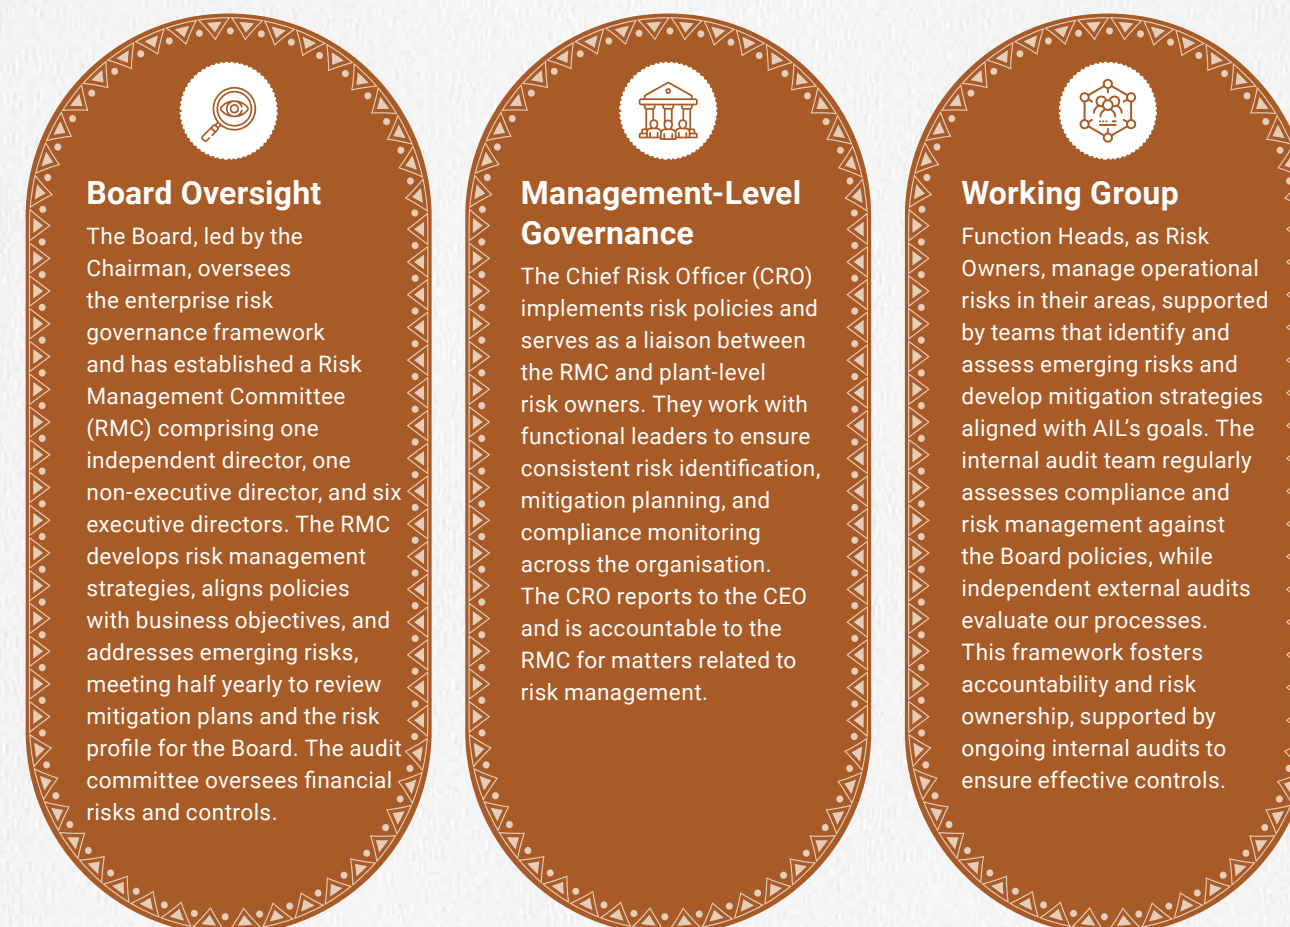 Board Oversight
The Board, led by the
Chairman, oversees
the enterprise risk
governance framework
and has established a Risk
Management Committee
(RMC) comprising one
independent director, one
non-executive director, and six
executive directors. The RMC
develops risk management
strategies, aligns policies
with business objectives, and
addresses emerging risks,
meeting half yearly to review
mitigation plans and the risk
profile for the Board. The audit
committee oversees financial
risks and controls.
Management-Level
Governance
The Chief Risk Officer (CRO)
implements risk policies and
serves as a liaison between
the RMC and plant-level
risk owners. They work with
functional leaders to ensure
consistent risk identification,
mitigation planning, and
compliance monitoring
across the organisation.
The CRO reports to the CEO
and is accountable to the
RMC for matters related to
risk management.
Working Group
Function Heads, as Risk
Owners, manage operational
risks in their areas, supported
by teams that identify and
assess emerging risks and
develop mitigation strategies
aligned with AIL’s goals. The
internal audit team regularly
assesses compliance and
risk management against
the Board policies, while
independent external audits
evaluate our processes.
This framework fosters
accountability and risk
ownership, supported by
ongoing internal audits to
ensure effective controls.